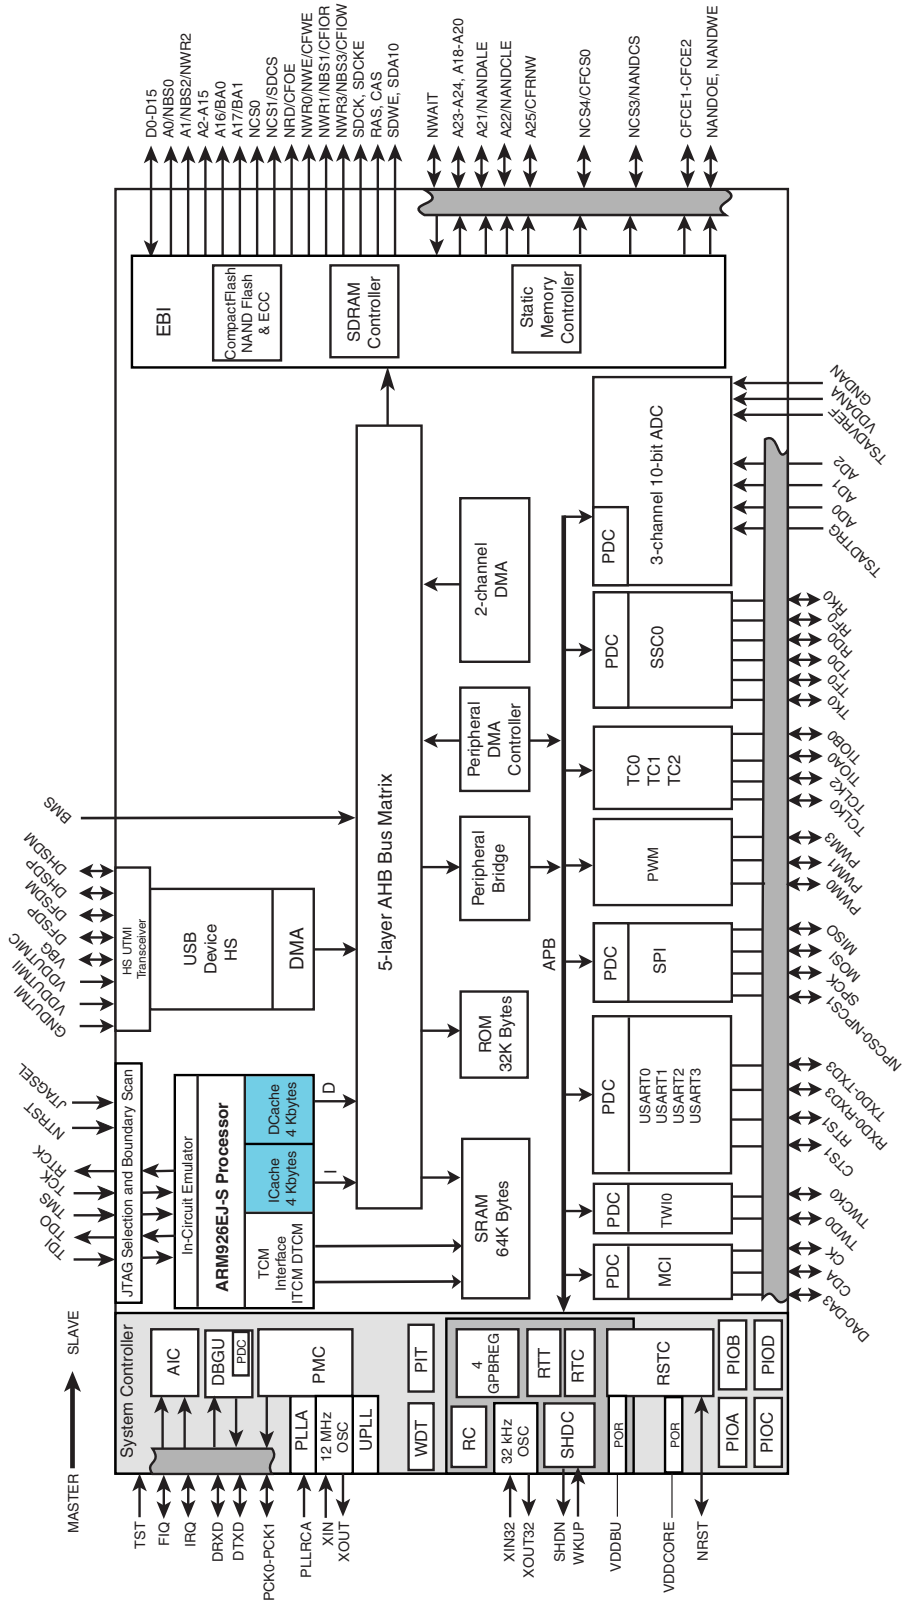 MASTER
SLAVE
TST
FIQ
IRQ
DRXD
DTXD
PCK0-PCK1
PLLRCA
XIN
XOUT
XIN32
XOUT32
SHDN
WKUP
VDDBU
VDDCORE
NRST
System Controller
AIC
DBGU
PDC
PMC
PLLA
12 MHz
OSC
UPLL
WDT
PIT
4
GPBREG
RTT
RTC
RC
32 kHz
OSC
SHDC
POR
POR
RSTC
PIOA
PIOB
PIOC
PIOD
TDI
TDO
TMS
TCK
RTCK
NTRST
JTAGSEL
JTAG Selection and Boundary Scan
In-Circuit Emulator
ARM926EJ-S Processor
TCM
Interface
ITCM DTCM
ICache
4 Kbytes
DCache
4 Kbytes
I
D
GNDUTMI
VDDUTMII
VDDUTMIC
VBG
DFSDP
DFSDM
DHSDP
DHSDM
BMS
HS UTMI
Transceiver
USB
Device
HS
DMA
5-layer AHB Bus Matrix
SRAM
64K Bytes
ROM
32K Bytes
Peripheral
Bridge
Peripheral
DMA
Controller
2-channel
DMA
APB
PDC
MCI
PDC
TWI0
PDC
USART0
USART1
USART2
USART3
PDC
SPI
PWM
TC0
TC1
TC2
PDC
SSC0
PDC
3-channel 10-bit ADC
DA0-DA3
CDA
CK
TWD0
TWCK0
CTS1
RTS1
RXD0-RXD3
TXD0-TXD3
NPCS0-NPCS1
SPCK
MOSI
MISO
PWM0
PWM1
PWM3
TCLK0
TCLK2
TIOA0
TIOB0
TK0
TF0
TD0
RD0
RF0
RK0
TSADTRG
AD0
AD1
AD2
TSADVREF
VDDANA
GNDAN
EBI
CompactFlash
NAND Flash
& ECC
SDRAM
Controller
Static
Memory
Controller
D0-D15
A0/NBS0
A1/NBS2/NWR2
A2-A15
A16/BA0
A17/BA1
NCS0
NCS1/SDCS
NRD/CFOE
NWR0/NWE/CFWE
NWR1/NBS1/CFIOR
NWR3/NBS3/CFIOW
SDCK, SDCKE
RAS, CAS
SDWE, SDA10
NWAIT
A23-A24, A18-A20
A21/NANDALE
A22/NANDCLE
A25/CFRNW
NCS4/CFCS0
NCS3/NANDCS
CFCE1-CFCE2
NANDOE, NANDWE